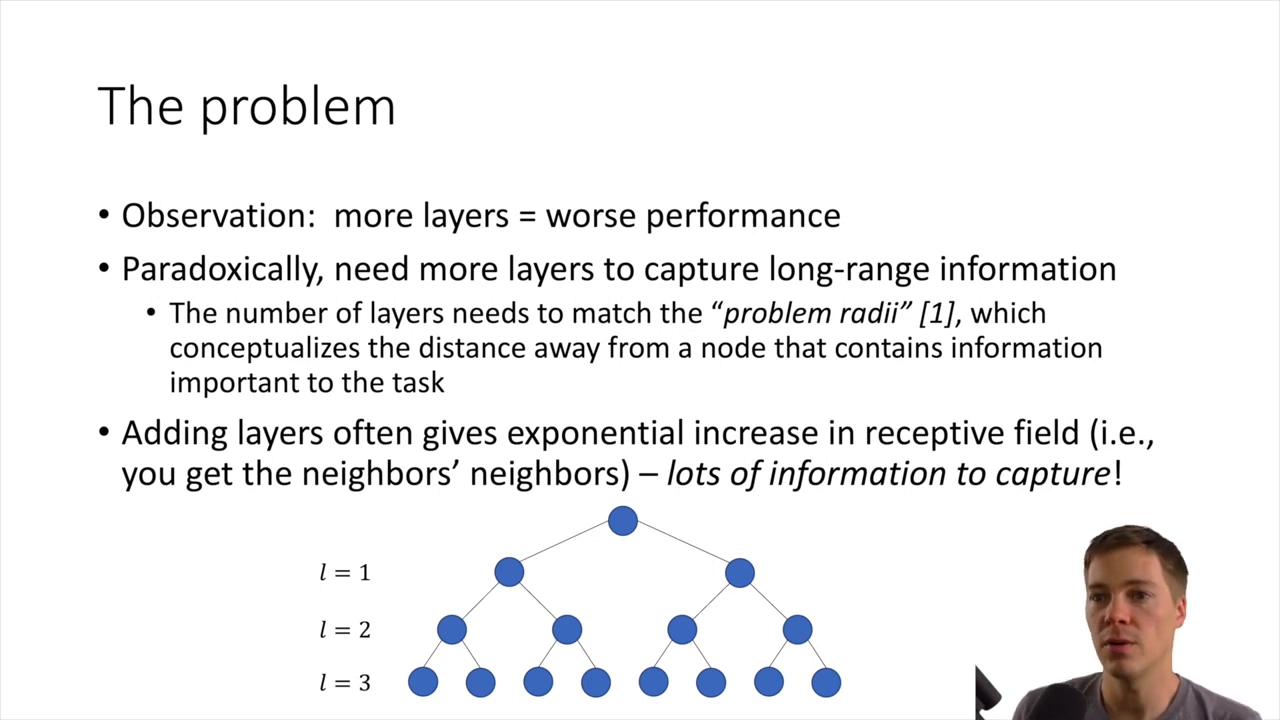 The problem
• Observation:  more layers = worse performance
• Paradoxically, need more layers to capture long-range information
• The number of layers needs to match the “problem radii” [1], which
conceptualizes the distance away from a node that contains information
important to the task
• Adding layers often gives exponential increase in receptive field (i.e.,
you get the neighbors’ neighbors) – lots of information to capture!
l = 1
l = 2
l = 3